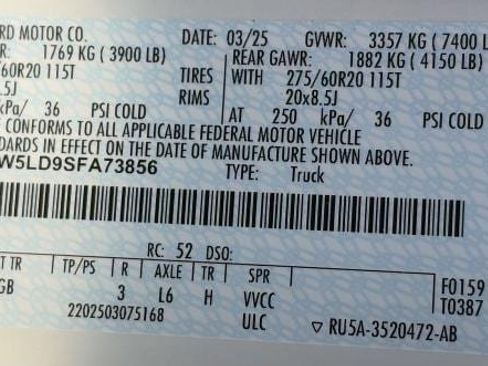 RD MOTOR CO. DATE: 03/25 GVWR: 3357 KG ( 7400 L
R: 1769 KG ( 3900 LB) REAR GAWR: 1882 KG ( 4150 LB)
60R20 115T TIRES WITH 275/60R20 115T
.5J RIMS 20x8.5J
kPa/ 36 PSI COLD AT 250 kPa/ 36 PSI COLD
CONFORMS TO ALL APPLICABLE FEDERAL MOTOR VEHICLE
DARDS IN EFFECT ON THE DATE OF MANUFACTURE SHOWN ABOVE.
W5LD9SFA73856 TYPE: Truck
RC: 52 DSO:
T TR TP/PS R AXLE TR SPR F0159
GB 3 L6 H VVCC T0387
2202503075168 ULC ▽ RU5A-3520472-AB